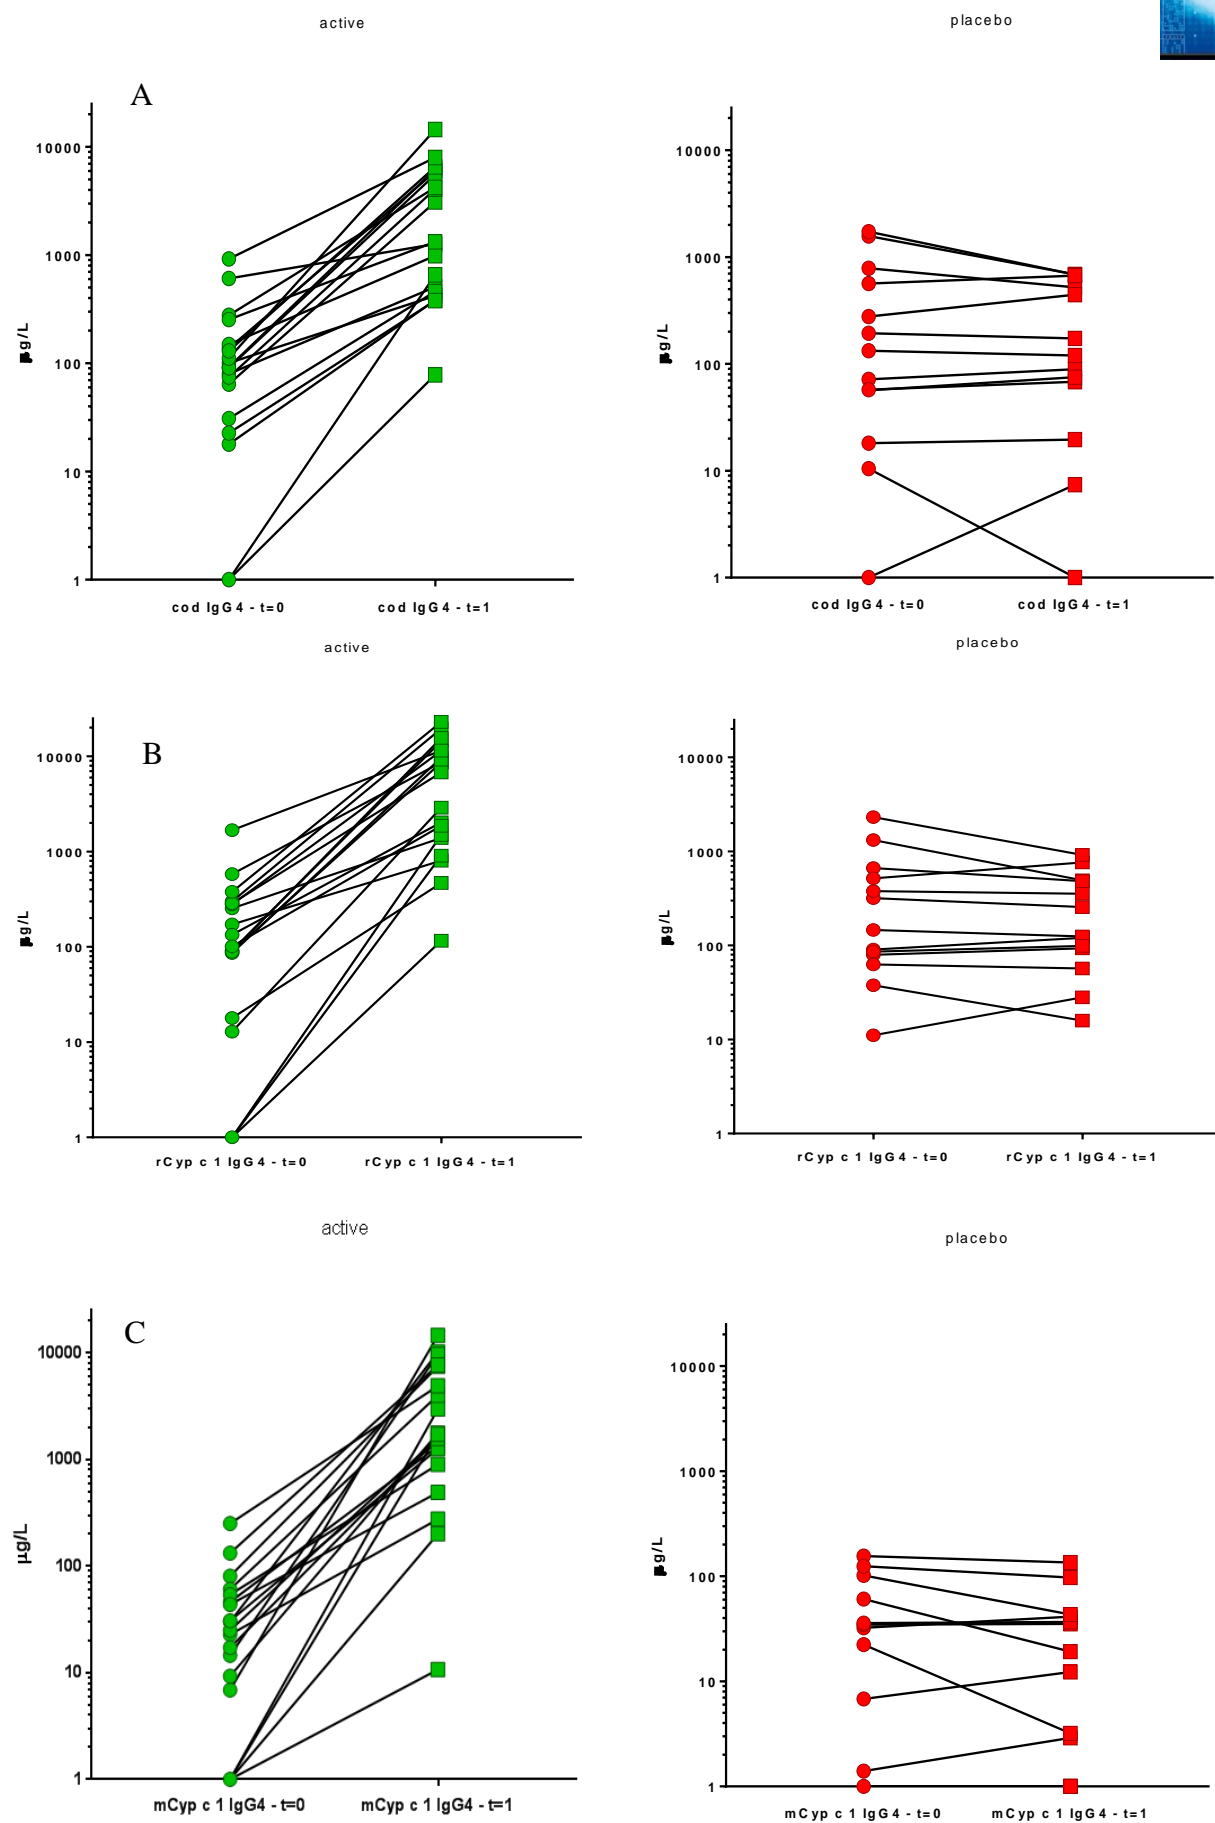 active
placebo
A
10000
1000
100
10
1
µg/L
cod IgG4 - t=0
cod IgG4 - t=1
10000
1000
100
10
1
µg/L
cod IgG4 - t=0
cod IgG4 - t=1
active
placebo
B
10000
1000
100
10
1
µg/L
rCyp c 1 IgG4 - t=0
rCyp c 1 IgG4 - t=1
10000
1000
100
10
1
µg/L
rCyp c 1 IgG4 - t=0
rCyp c 1 IgG4 - t=1
active
placebo
C
10000
1000
100
10
1
µg/L
mCyp c 1 IgG4 - t=0
mCyp c 1 IgG4 - t=1
10000
1000
100
10
1
µg/L
mCyp c 1 IgG4 - t=0
mCyp c 1 IgG4 - t=1